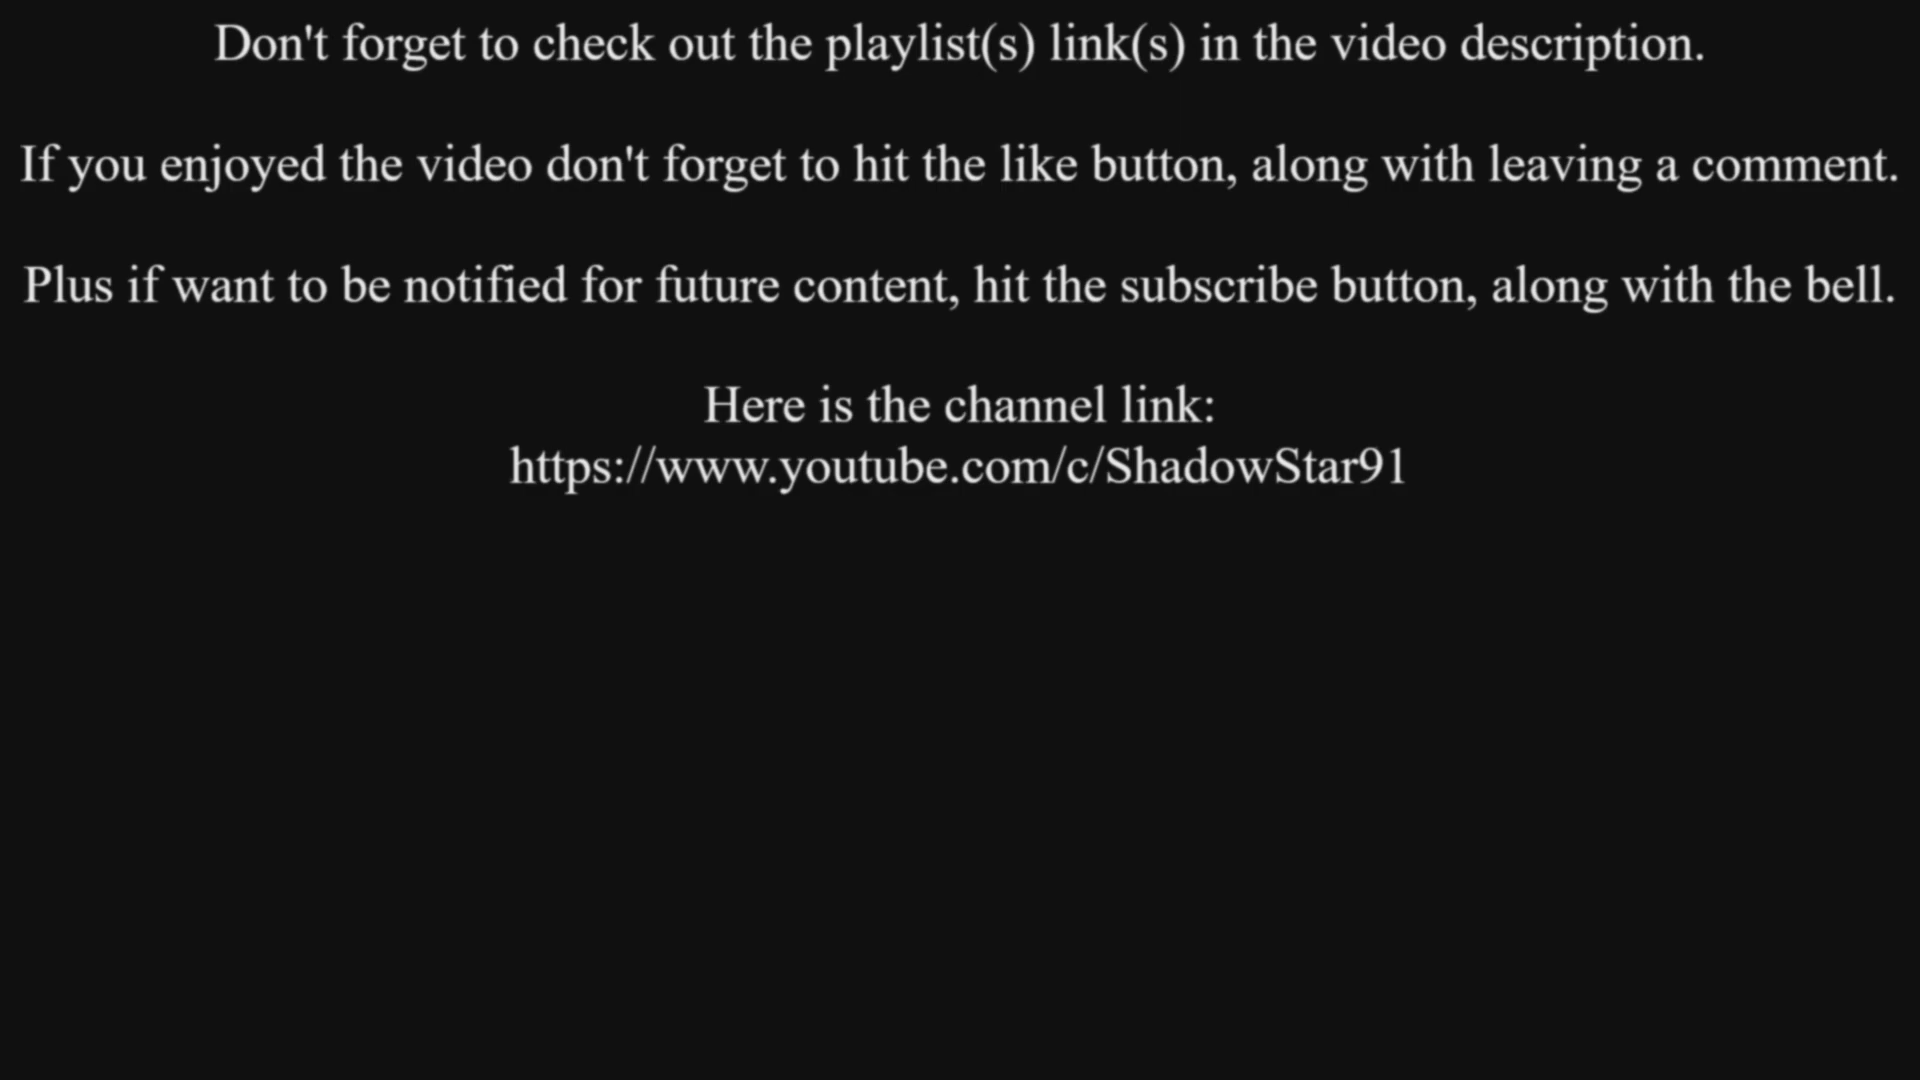 Don't forget to check out the playlist(s) link(s) in the video description.
If you enjoyed the video don't forget to hit the like button, along with leaving a comment.
Plus if want to be notified for future content, hit the subscribe button, along with the bell.
Here is the channel link:
https://www.youtube.com/c/ShadowStar91